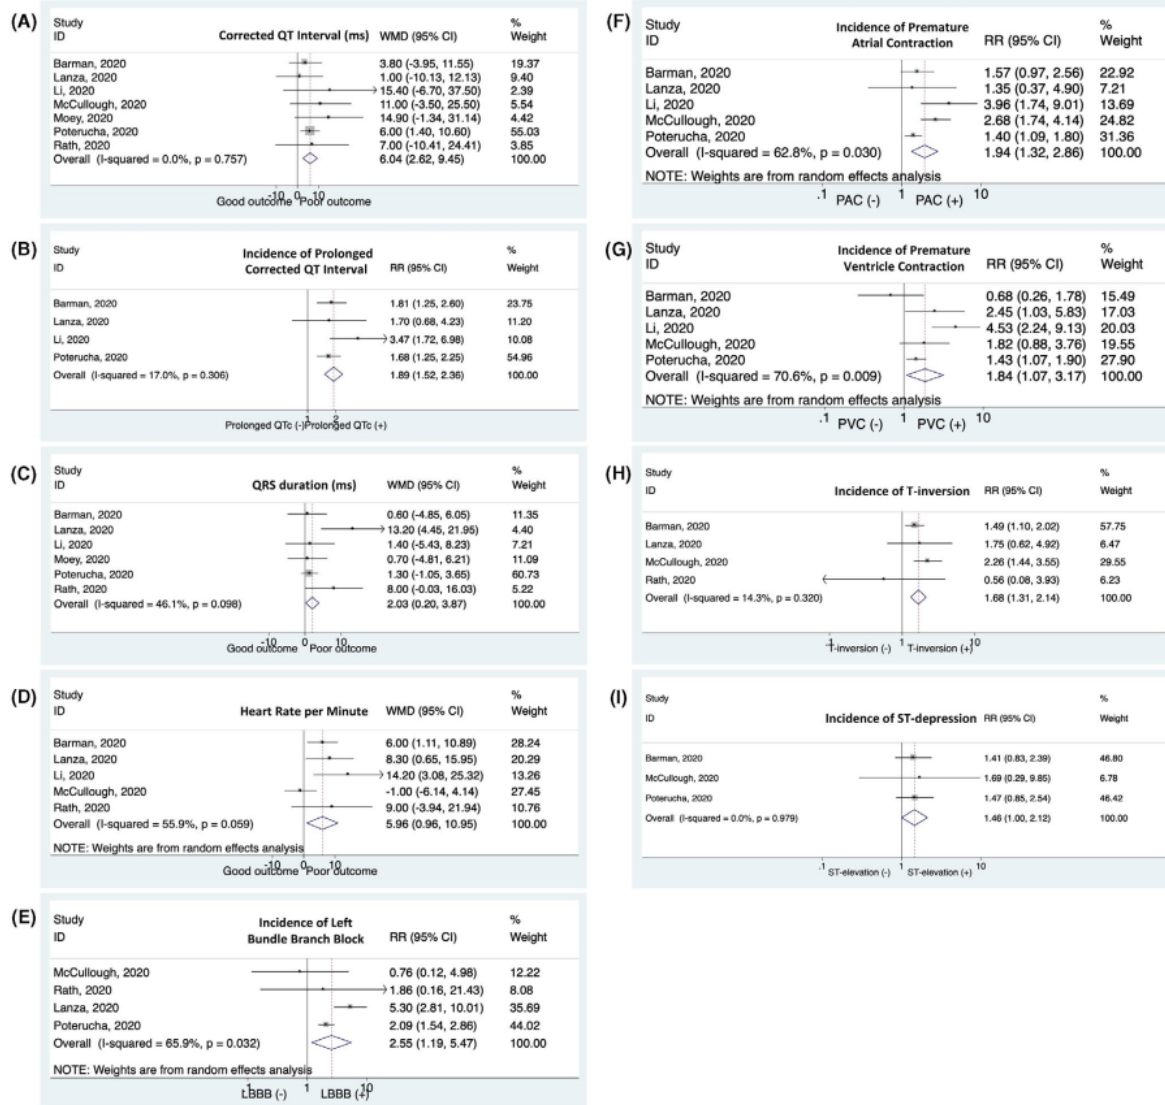 (A)
Study
ID Corrected QT Interval (ms) WMD (95% CI) % Weight
Barman, 2020 3.80 (-3.95, 11.55) 19.37
Lanza, 2020 1.00 (-10.13, 12.13) 9.40
Li, 2020 15.40 (-6.70, 37.50) 2.39
McCullough, 2020 11.00 (-3.50, 25.50) 5.54
Moey, 2020 14.90 (-1.34, 31.14) 4.42
Poterucha, 2020 6.00 (1.40, 10.60) 55.03
Rath, 2020 7.00 (-10.41, 24.41) 3.85
Overall (I-squared = 0.0%, p = 0.757) 6.04 (2.62, 9.45) 100.00
-10 0 10
Good outcome Poor outcome
(B)
Study %
Incidence of Prolonged
ID Corrected QT Interval RR (95% CI) Weight
Barman, 2020 1.81 (1.25, 2.60) 23.75
Lanza, 2020 1.70 (0.68, 4.23) 11.20
Li, 2020 3.47 (1.72, 6.98) 10.08
Poterucha, 2020 1.68 (1.25, 2.25) 54.96
Overall (I-squared = 17.0%, p = 0.306) 1.89 (1.52, 2.36) 100.00
1 2
Prolonged QTc (-) Prolonged QTc (+)
(C)
Study %
ID QRS duration (ms) WMD (95% CI) Weight
Barman, 2020 0.60 (-4.85, 6.05) 11.35
Lanza, 2020 13.20 (4.45, 21.95) 4.40
Li, 2020 1.40 (-5.43, 8.23) 7.21
Moey, 2020 0.70 (-4.81, 6.21) 11.09
Poterucha, 2020 1.30 (-1.05, 3.65) 60.73
Rath, 2020 8.00 (-0.03, 16.03) 5.22
Overall (I-squared = 46.1%, p = 0.098) 2.03 (0.20, 3.87) 100.00
-10 0 10
Good outcome Poor outcome
(D)
Study %
ID Heart Rate per Minute WMD (95% CI) Weight
Barman, 2020 6.00 (1.11, 10.89) 28.24
Lanza, 2020 8.30 (0.65, 15.95) 20.29
Li, 2020 14.20 (3.08, 25.32) 13.26
McCullough, 2020 -1.00 (-6.14, 4.14) 27.45
Rath, 2020 9.00 (-3.94, 21.94) 10.76
Overall (I-squared = 55.9%, p = 0.059) 5.96 (0.96, 10.95) 100.00
NOTE: Weights are from random effects analysis
-10 0 10
Good outcome Poor outcome
(E)
Study %
Incidence of Left
ID Bundle Branch Block RR (95% CI) Weight
McCullough, 2020 0.76 (0.12, 4.98) 12.22
Rath, 2020 1.86 (0.16, 21.43) 8.08
Lanza, 2020 5.30 (2.81, 10.01) 35.69
Poterucha, 2020 2.09 (1.54, 2.86) 44.02
Overall (I-squared = 65.9%, p = 0.032) 2.55 (1.19, 5.47) 100.00
NOTE: Weights are from random effects analysis
.1 1 10
LBBB (-) LBBB (+)
(F)
Study %
Incidence of Premature
ID Atrial Contraction RR (95% CI) Weight
Barman, 2020 1.57 (0.97, 2.56) 22.92
Lanza, 2020 1.35 (0.37, 4.90) 7.21
Li, 2020 3.96 (1.74, 9.01) 13.69
McCullough, 2020 2.68 (1.74, 4.14) 24.82
Poterucha, 2020 1.40 (1.09, 1.80) 31.36
Overall (I-squared = 62.8%, p = 0.030) 1.94 (1.32, 2.86) 100.00
NOTE: Weights are from random effects analysis
.1 1 10
PAC (-) PAC (+)
(G)
Study %
Incidence of Premature
ID Ventricle Contraction RR (95% CI) Weight
Barman, 2020 0.68 (0.26, 1.78) 15.49
Lanza, 2020 2.45 (1.03, 5.83) 17.03
Li, 2020 4.53 (2.24, 9.13) 20.03
McCullough, 2020 1.82 (0.88, 3.76) 19.55
Poterucha, 2020 1.43 (1.07, 1.90) 27.90
Overall (I-squared = 70.6%, p = 0.009) 1.84 (1.07, 3.17) 100.00
NOTE: Weights are from random effects analysis
.1 1 10
PVC (-) PVC (+)
(H)
Study %
ID Incidence of T-inversion RR (95% CI) Weight
Barman, 2020 1.49 (1.10, 2.02) 57.75
Lanza, 2020 1.75 (0.62, 4.92) 6.47
McCullough, 2020 2.26 (1.44, 3.55) 29.55
Rath, 2020 0.56 (0.08, 3.93) 6.23
Overall (I-squared = 14.3%, p = 0.320) 1.68 (1.31, 2.14) 100.00
.1 1 10
T-inversion (-) T-inversion (+)
(I)
Study %
ID Incidence of ST-depression RR (95% CI) Weight
Barman, 2020 1.41 (0.83, 2.39) 46.80
McCullough, 2020 1.69 (0.29, 9.85) 6.78
Poterucha, 2020 1.47 (0.85, 2.54) 46.42
Overall (I-squared = 0.0%, p = 0.979) 1.46 (1.00, 2.12) 100.00
.1 1 10
ST-elevation (-) ST-elevation (+)